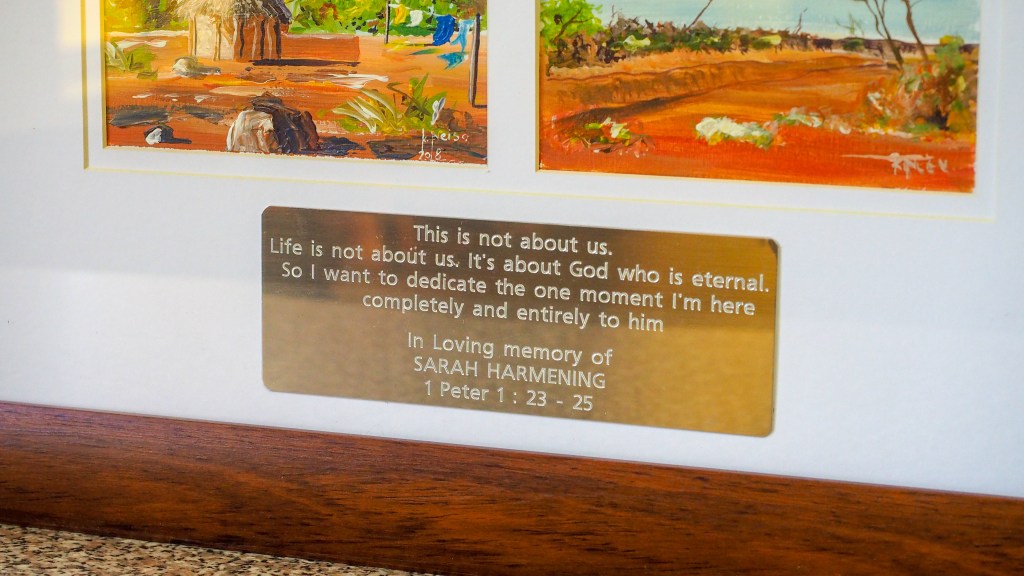 This is not about us.
Life is not about us. It's about God who is eternal.
So I want to dedicate the one moment I'm here
completely and entirely to him
In Loving memory of
SARAH HARMENING
1 Peter 1 : 23 - 25